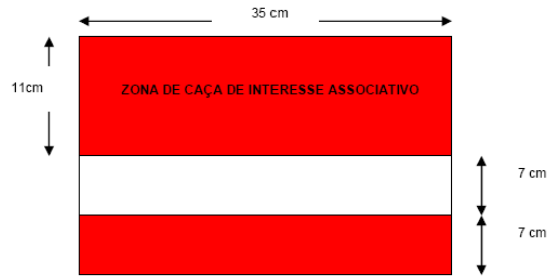 35 cm
11cm
ZONA DE CAÇA DE INTERESSE ASSOCIATIVO
7 cm
7 cm